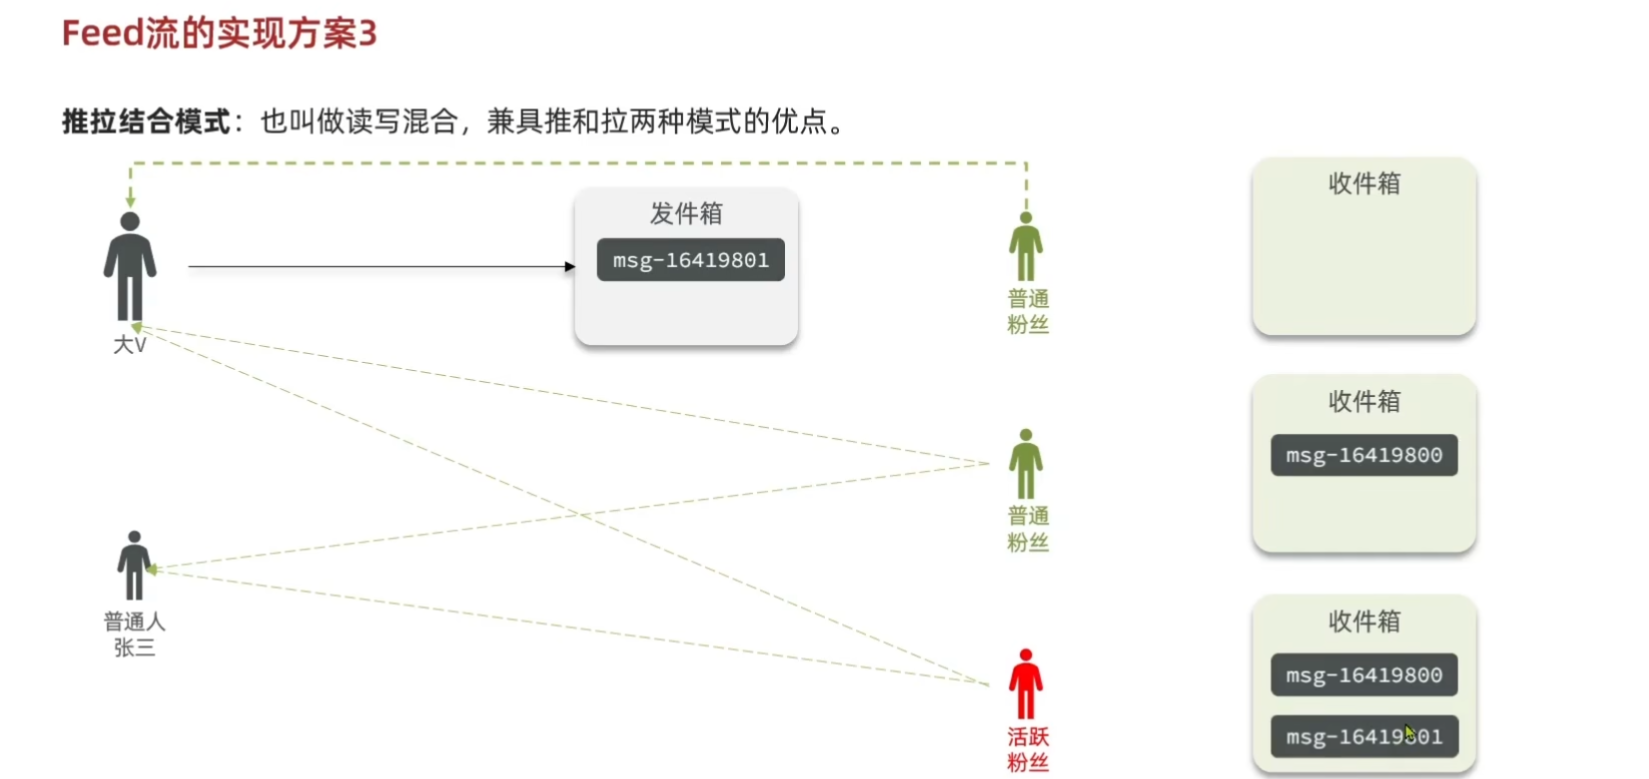 Feed流的实现方案3
推拉结合模式：也叫做读写混合，兼具推和拉两种模式的优点。
大V
发件箱
msg-16419801
普通
粉丝
收件箱
普通
粉丝
收件箱
msg-16419800
普通人
张三
活跃
粉丝
收件箱
msg-16419800
msg-16419801